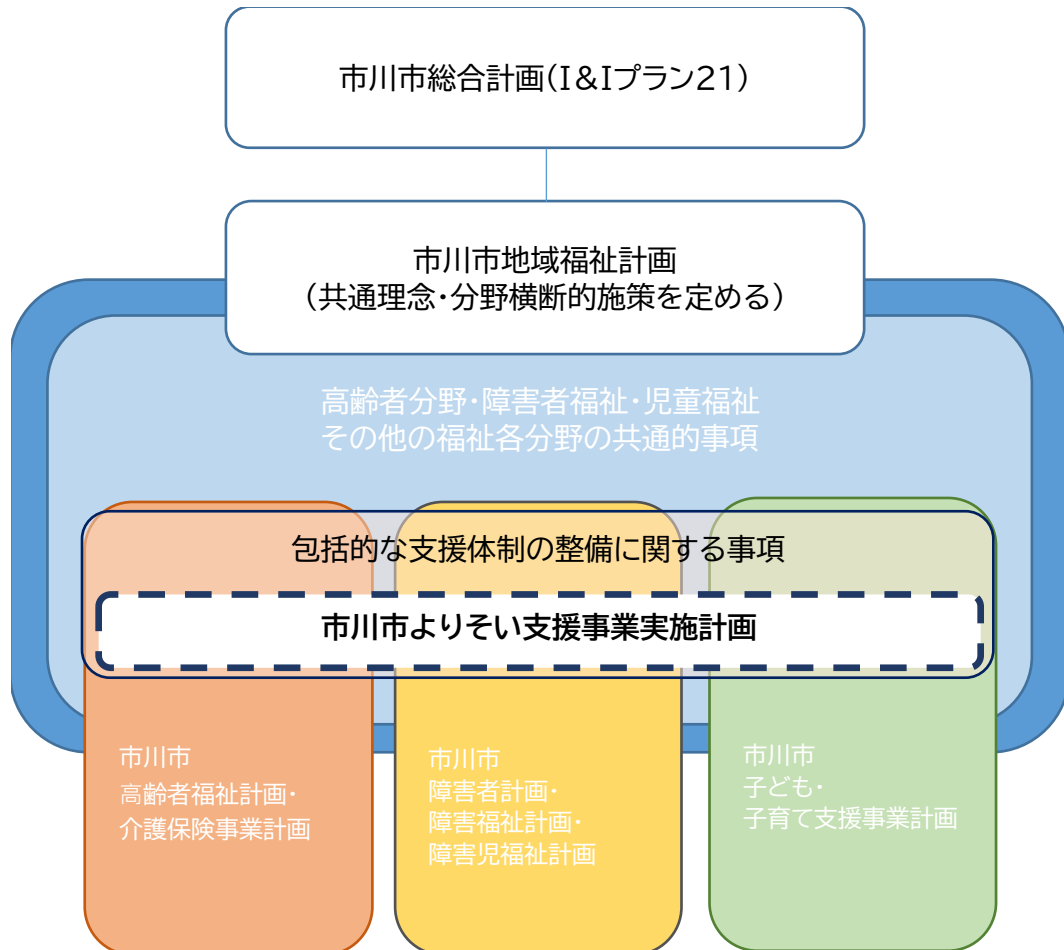 市川市総合計画(I&Iプラン21)
市川市地域福祉計画
(共通理念・分野横断的施策を定める)
高齢者分野・障害者福祉・児童福祉
その他の福祉各分野の共通的事項
包括的な支援体制の整備に関する事項
市川市よりそい支援事業実施計画
市川市
高齢者福祉計画・
介護保険事業計画
市川市
障害者計画・
障害福祉計画・
障害児福祉計画
市川市
子ども・
子育て支援事業計画